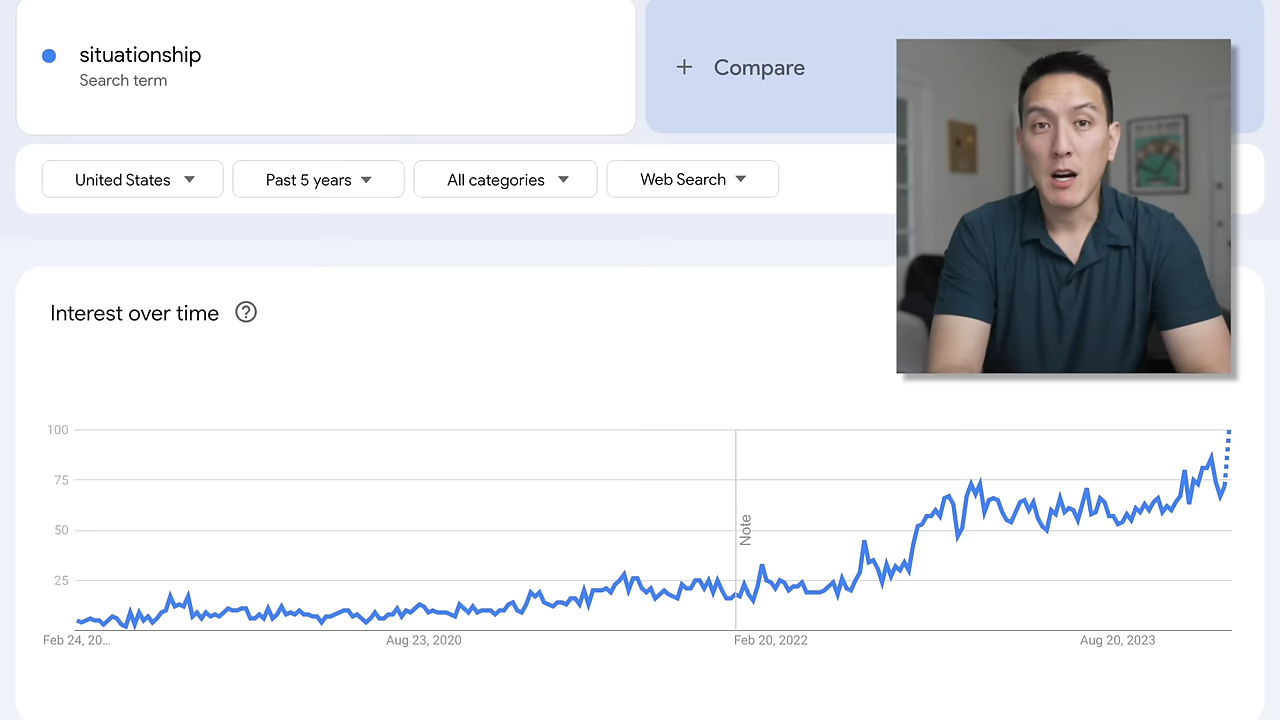 situationship
Search term
+ Compare
United States
Past 5 years
All categories
Web Search
Interest over time ?
100
75
50
25
Note
Feb 24, 20...
Aug 23, 2020
Feb 20, 2022
Aug 20, 2023